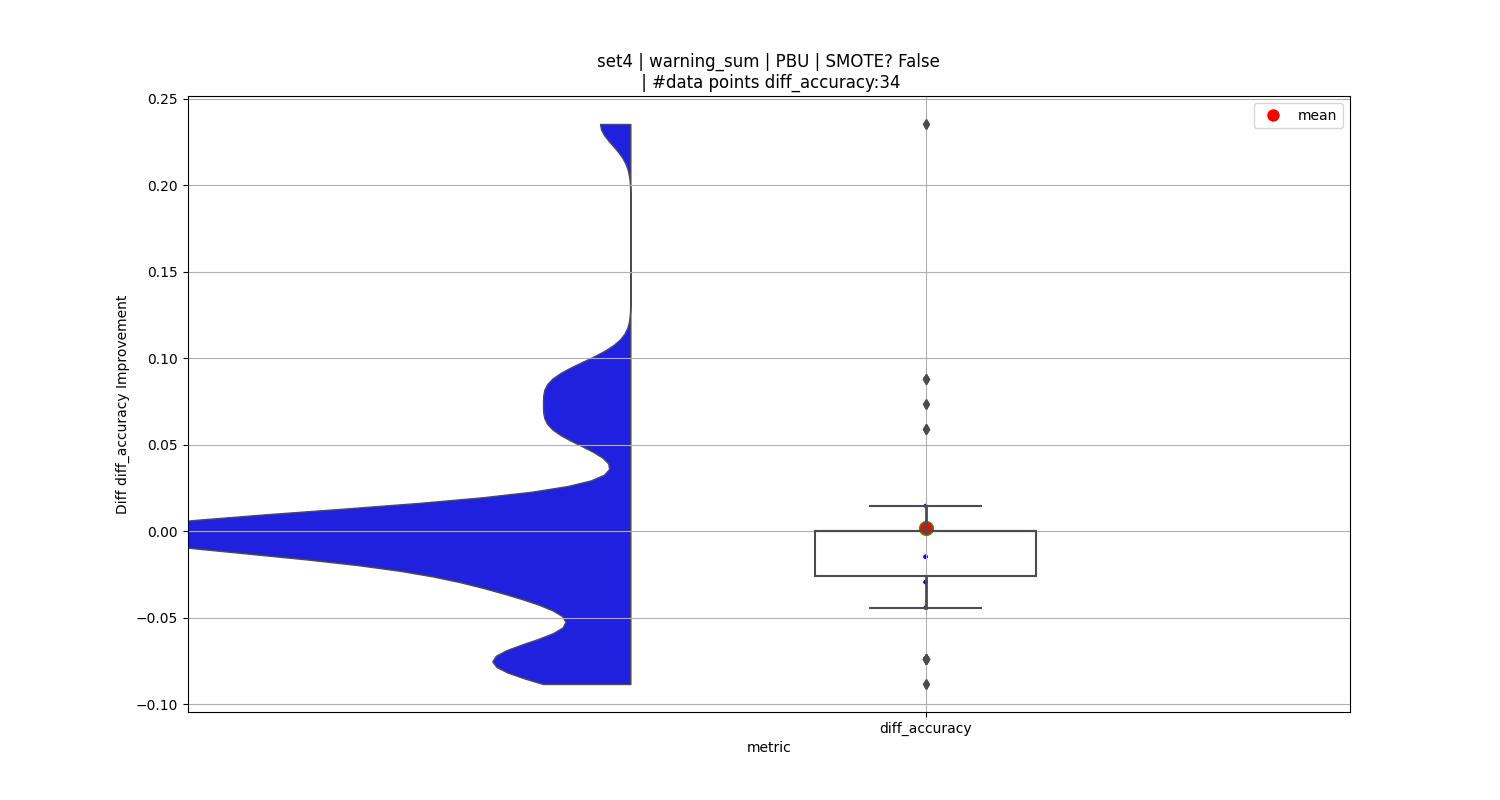 set4 | warning_sum | PBU | SMOTE? False
| #data points diff_accuracy:34
0.25
mean
0.20
0.15
0.10
Diff diff_accuracy Improvement
0.05
0.00
−0.05
−0.10
diff_accuracy
metric